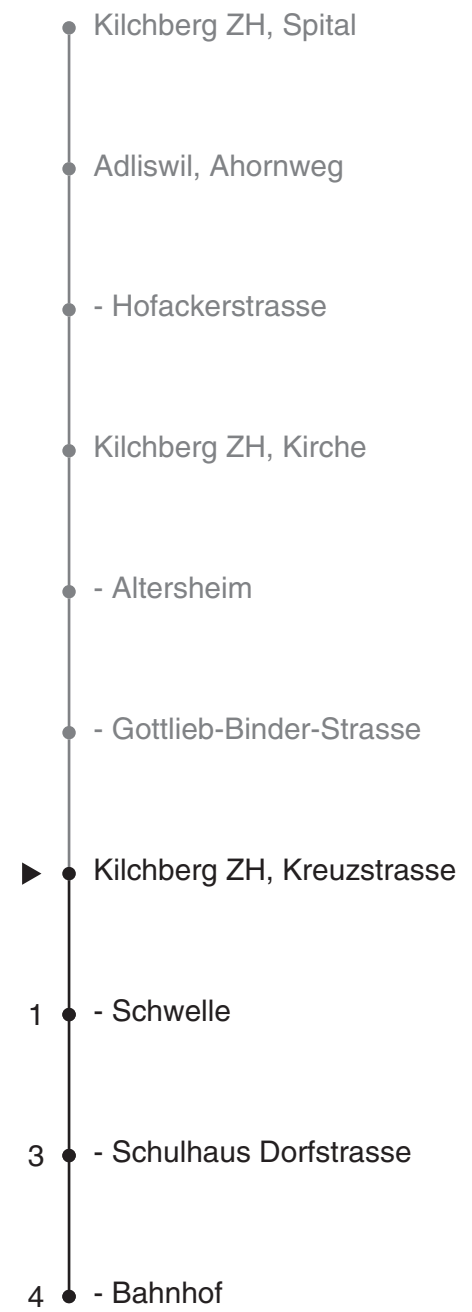 Kilchberg ZH, Spital
Adliswil, Ahornweg
- Hofackerstrasse
Kilchberg ZH, Kirche
- Altersheim
- Gottlieb-Binder-Strasse
Kilchberg ZH, Kreuzstrasse
1 - Schwelle
3 - Schulhaus Dorfstrasse
4 - Bahnhof